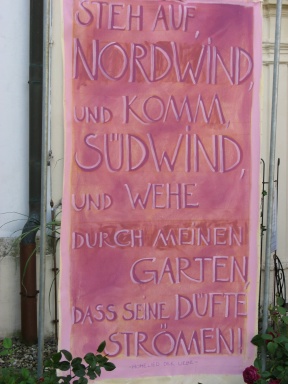 STEH AUF,
NORDWIND,
UND KOMM,
SÜDWIND,
UND WEHE
DURCH MEINEN
GARTEN,
DASS SEINE DÜFTE
STRÖMEN!